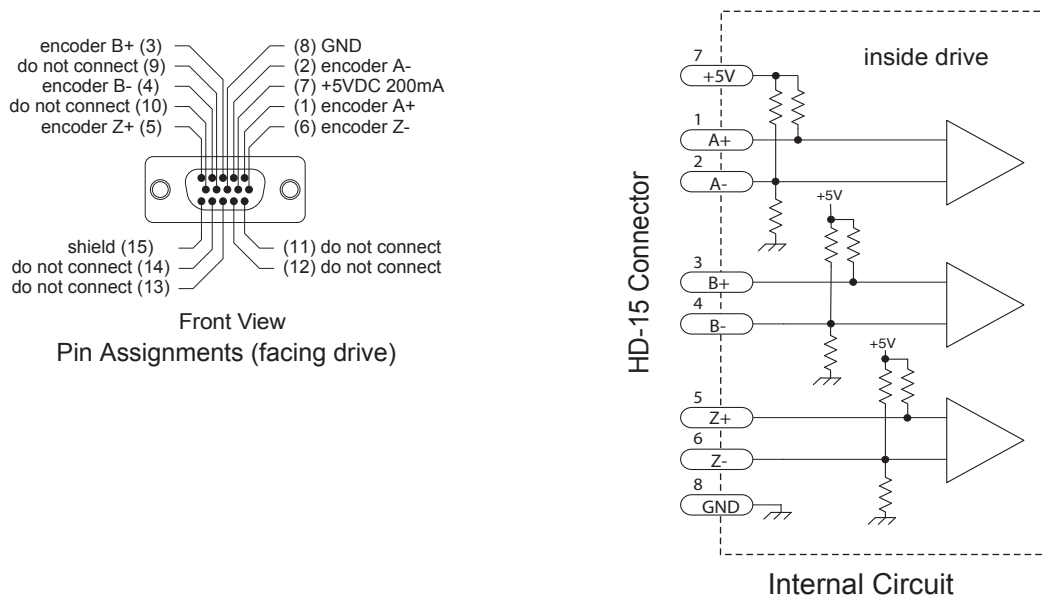 encoder B+ (3)
do not connect (9)
encoder B- (4)
do not connect (10)
encoder Z+ (5)
(8) GND
(2) encoder A-
(7) +5VDC 200mA
(1) encoder A+
(6) encoder Z-
shield (15)
do not connect (14)
do not connect (13)
(11) do not connect
(12) do not connect
Front View
Pin Assignments (facing drive)
HD-15 Connector
inside drive
7
+5V
1
A+
2
A-
+5V
3
B+
4
B-
+5V
5
Z+
6
Z-
8
GND
Internal Circuit